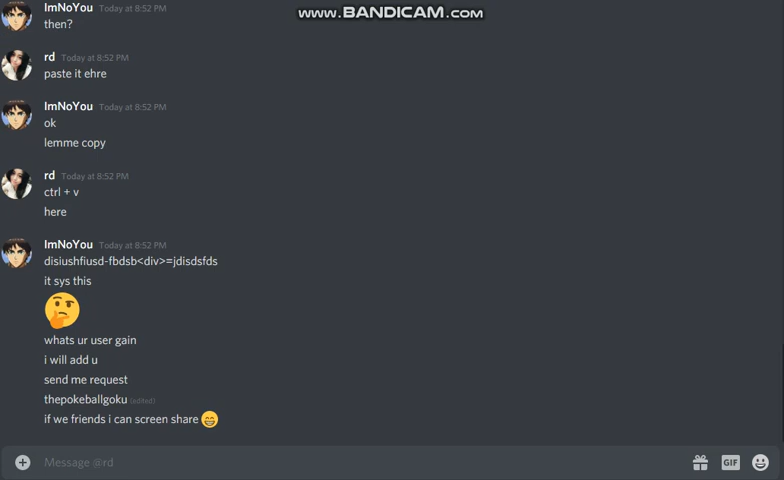 www.BANDICAM.com
ImNoYou Today at 8:52 PM
then?
rd Today at 8:52 PM
paste it ehre
ImNoYou Today at 8:52 PM
ok
lemme copy
rd Today at 8:52 PM
ctrl + v
here
ImNoYou Today at 8:52 PM
disiushfiusd-fbdsb<div>=jdisdsfds
it sys this
whats ur user gain
i will add u
send me request
thepokeballgoku (edited)
if we friends i can screen share
Message @rd
GIF